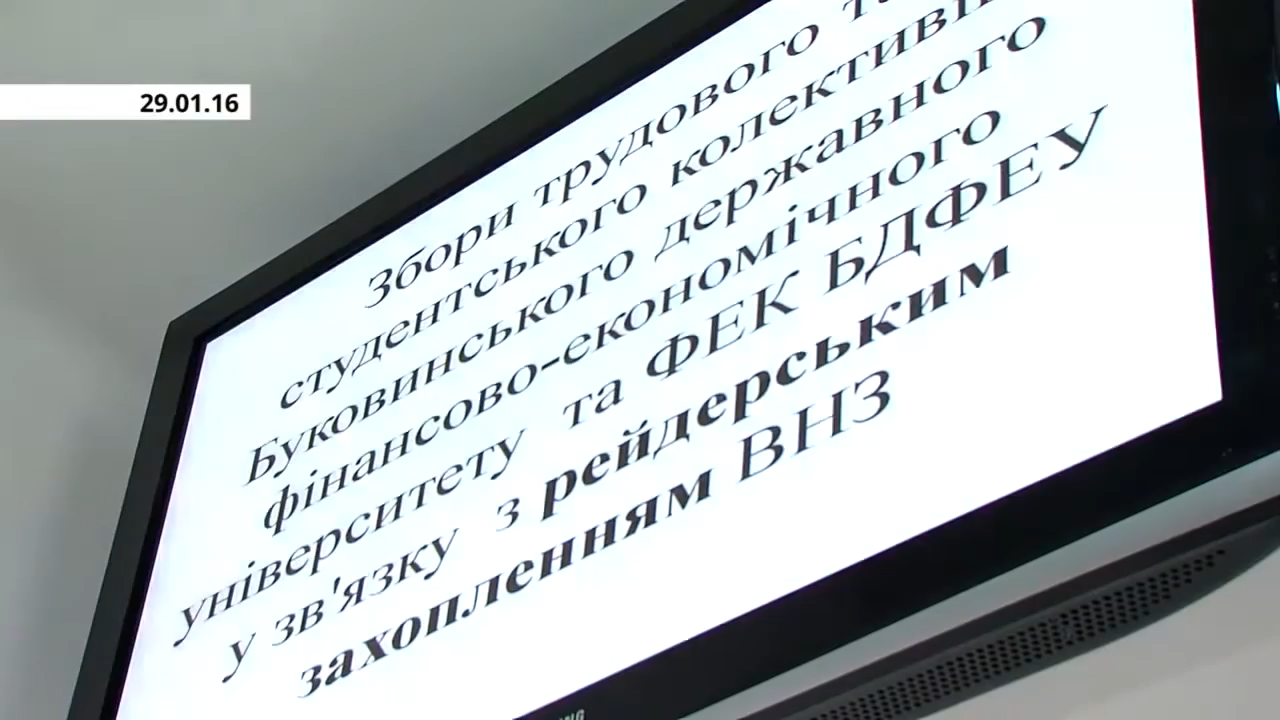 29.01.16
Збори трудового
студентського
Буковинського державного
фінансово-економічного
університету та ФЕК БДФЕУ
у зв'язку з рейдерським
захопленням ВНЗ